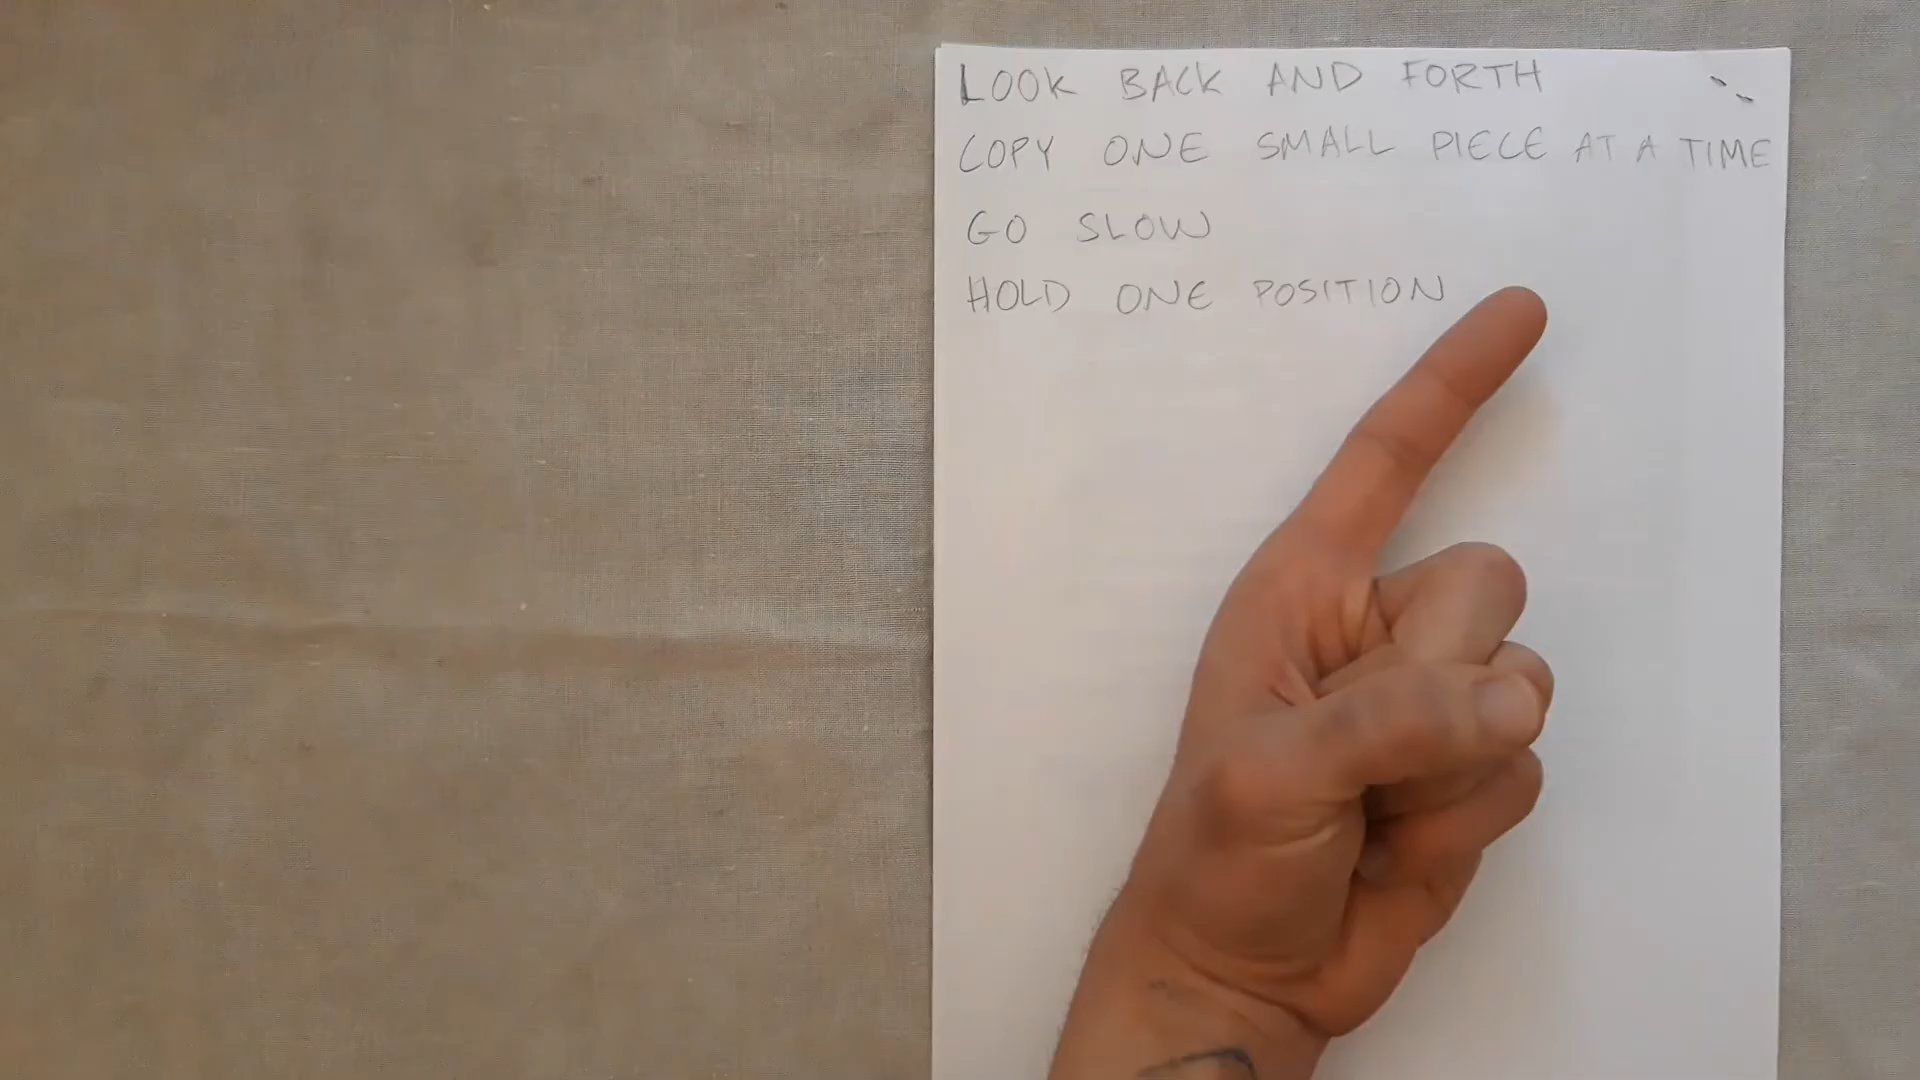 LOOK BACK AND FORTH
COPY ONE SMALL PIECE AT A TIME
GO SLOW
HOLD ONE POSITION